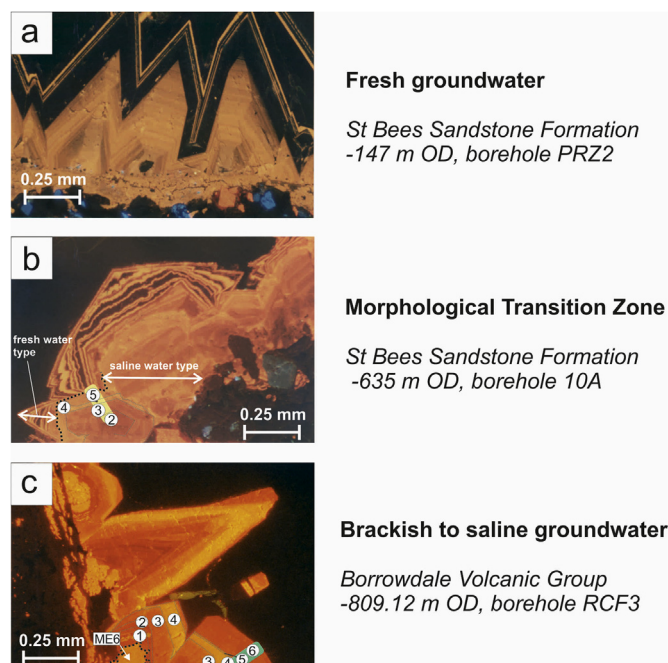 a
0.25 mm
Fresh groundwater
St Bees Sandstone Formation
-147 m OD, borehole PRZ2
b
fresh water
type
saline water type
5
4
3
2
0.25 mm
Morphological Transition Zone
St Bees Sandstone Formation
-635 m OD, borehole 10A
c
2 3 4
1
ME6
6
3 4 5
0.25 mm
Brackish to saline groundwater
Borrowdale Volcanic Group
-809.12 m OD, borehole RCF3